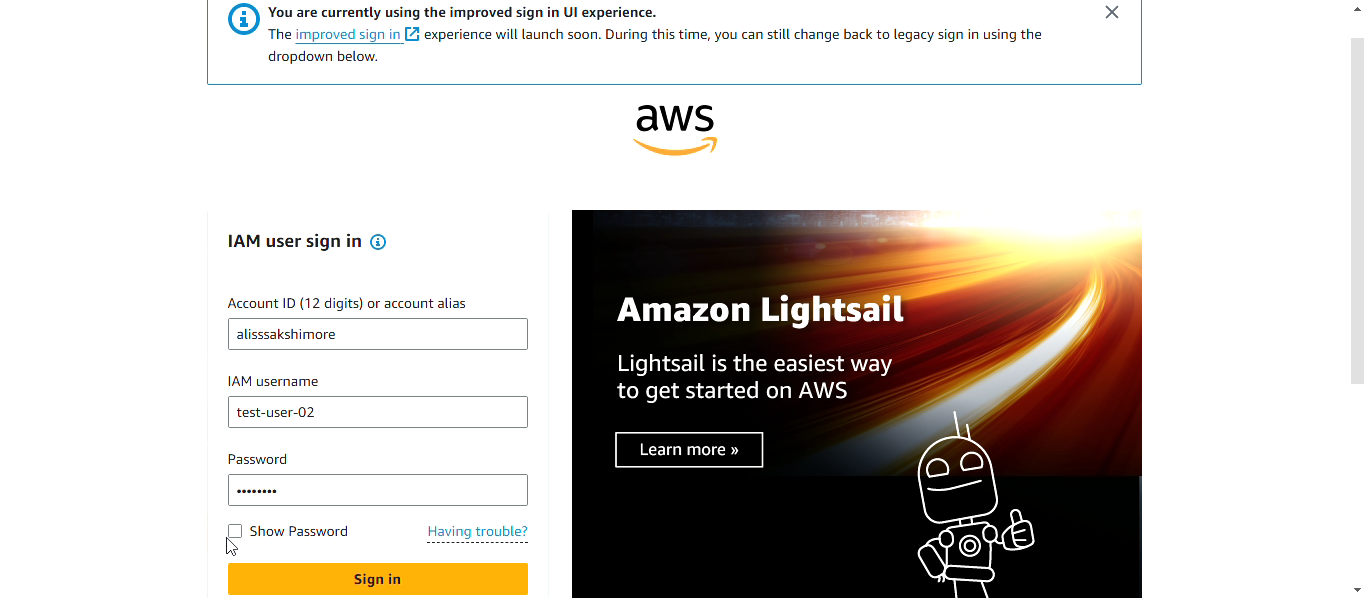 You are currently using the improved sign in UI experience.
The improved sign in experience will launch soon. During this time, you can still change back to legacy sign in using the
dropdown below.
aws
IAM user sign in
Account ID (12 digits) or account alias
alisssakshimore
IAM username
test-user-02
Password
••••••••
Show Password
Having trouble?
Sign in
Amazon Lightsail
Lightsail is the easiest way
to get started on AWS
Learn more »